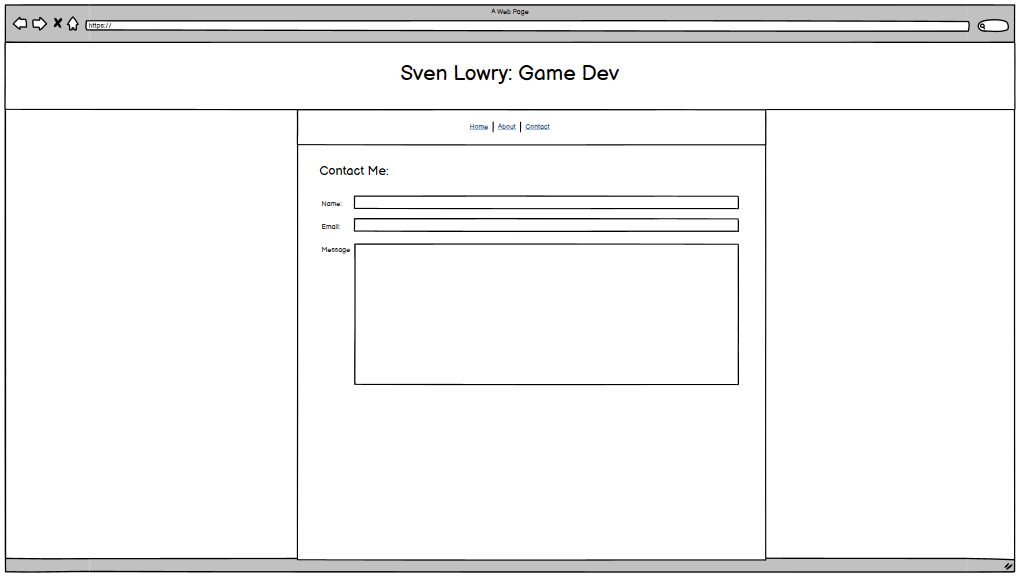 A Web Page
https://
Sven Lowry: Game Dev
Home | About | Contact
Contact Me:
Name:
Email:
Message